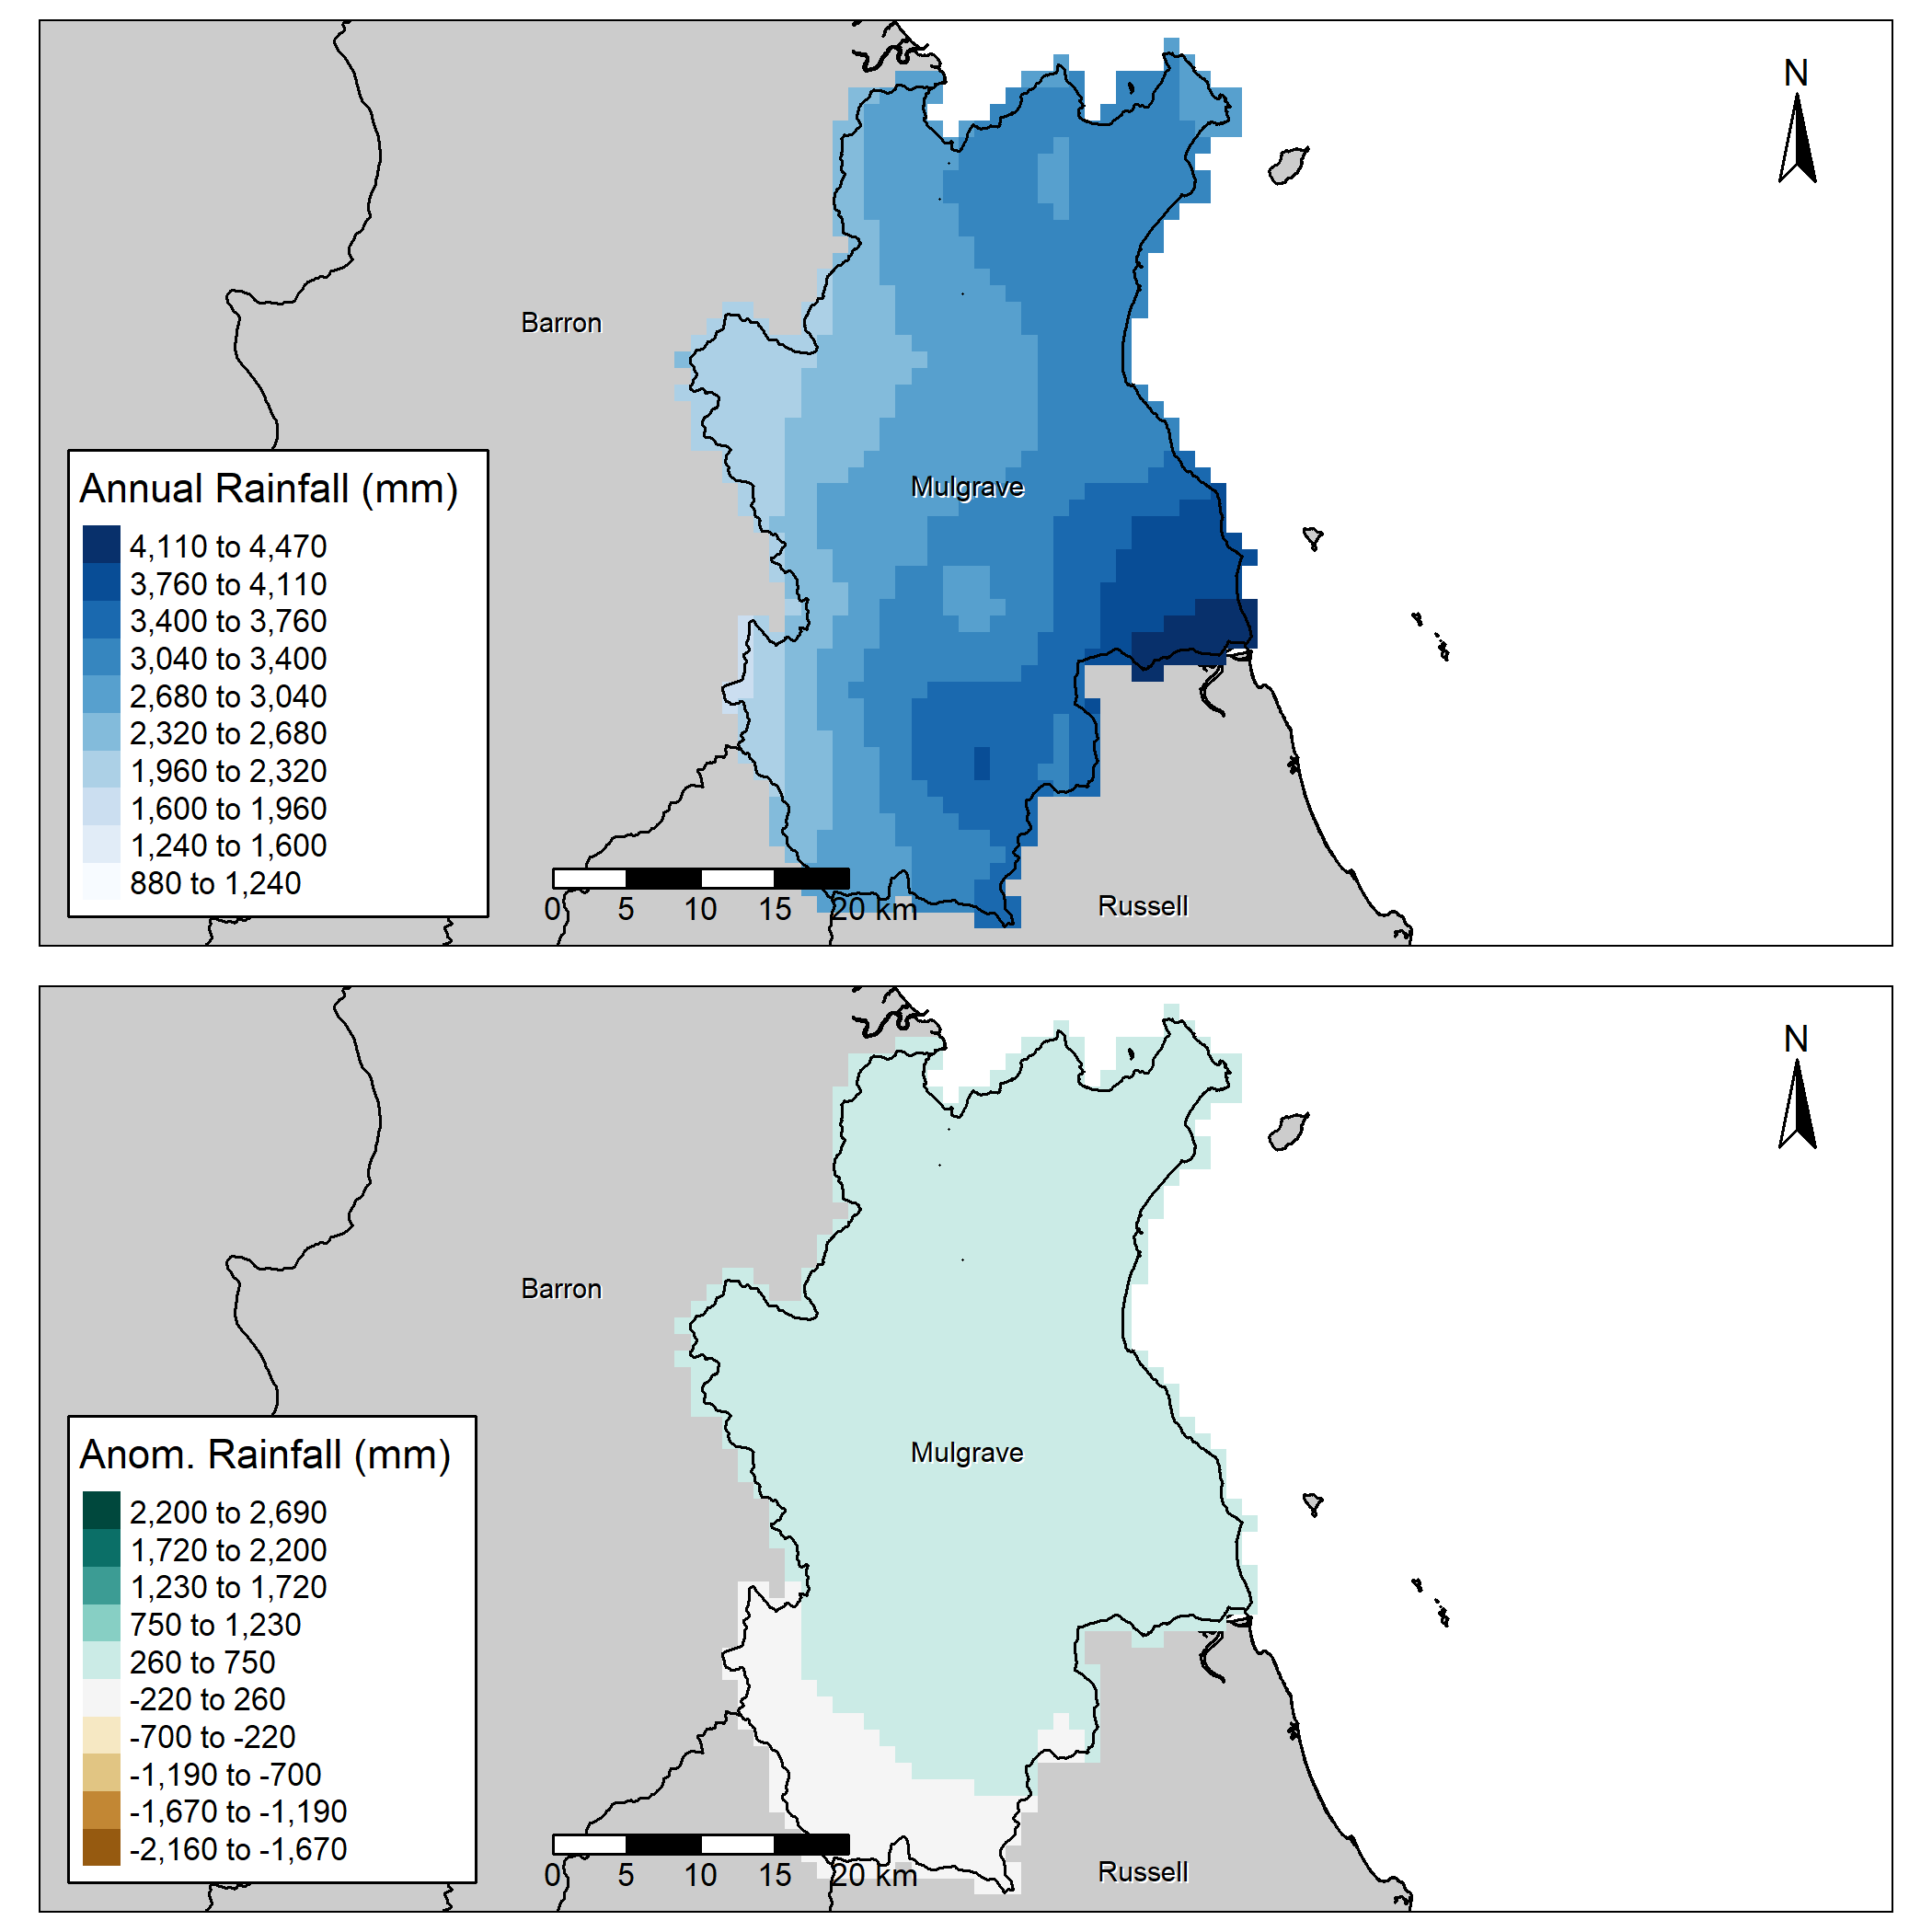 N
Barron
Annual Rainfall (mm)
Mulgrave
4,110 to 4,470
3,760 to 4,110
3,400 to 3,760
3,040 to 3,400
2,680 to 3,040
2,320 to 2,680
1,960 to 2,320
1,600 to 1,960
1,240 to 1,600
880 to 1,240
0 5 10 15 20 km
Russell
N
Barron
Anom. Rainfall (mm)
Mulgrave
2,200 to 2,690
1,720 to 2,200
1,230 to 1,720
750 to 1,230
260 to 750
-220 to 260
-700 to -220
-1,190 to -700
-1,670 to -1,190
-2,160 to -1,670
0 5 10 15 20 km
Russell